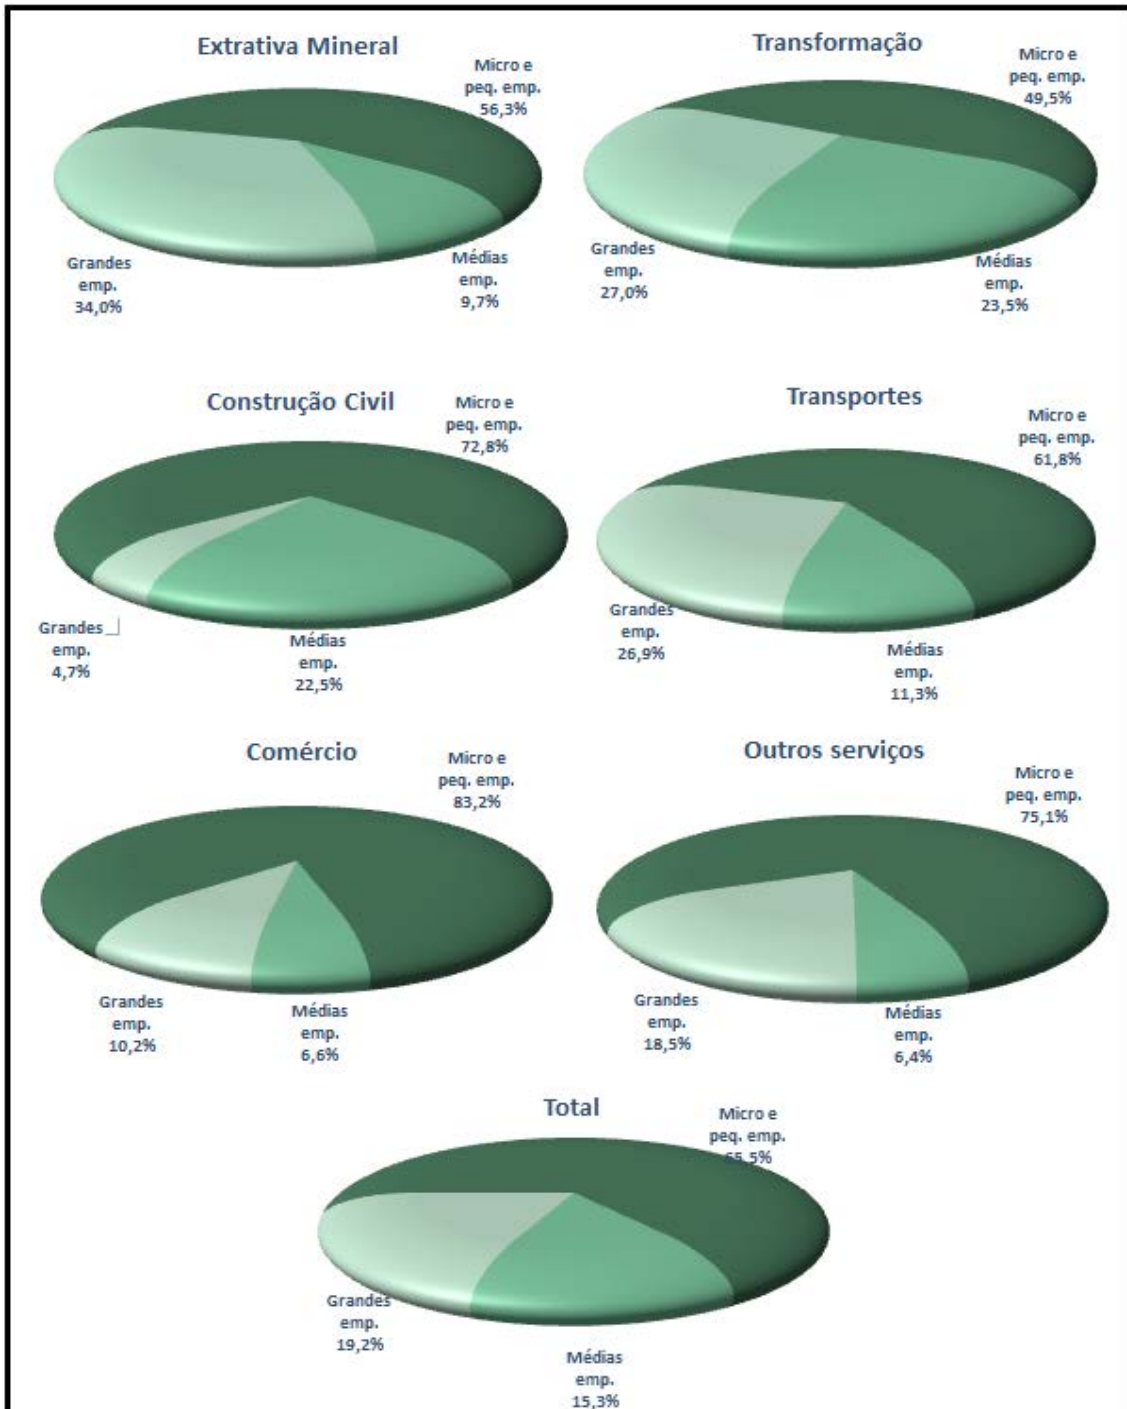 Extrativa Mineral
Micro e
peq. emp.
56,3%
Grandes
emp.
34,0%
Médias
emp.
9,7%
Transformação
Micro e
peq. emp.
49,5%
Grandes
emp.
27,0%
Médias
emp.
23,5%
Construção Civil
Micro e
peq. emp.
72,8%
Grandes
emp.
4,7%
Médias
emp.
22,5%
Transportes
Micro e
peq. emp.
61,8%
Grandes
emp.
26,9%
Médias
emp.
11,3%
Comércio
Micro e
peq. emp.
83,2%
Grandes
emp.
10,2%
Médias
emp.
6,6%
Outros serviços
Micro e
peq. emp.
75,1%
Grandes
emp.
18,5%
Médias
emp.
6,4%
Total
Micro e
peq. emp.
65,5%
Grandes
emp.
19,2%
Médias
emp.
15,3%